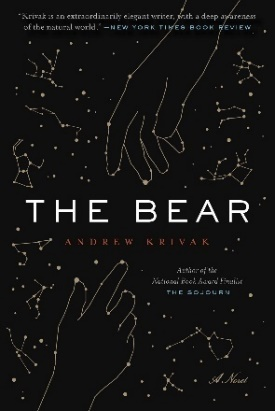 "Krivak is an extraordinarily elegant writer, with a deep awareness
of the natural world." —NEW YORK TIMES BOOK REVIEW
THE BEAR
ANDREW KRIVAK
Author of the
National Book Award Finalist
THE SOJOURN
A Novel